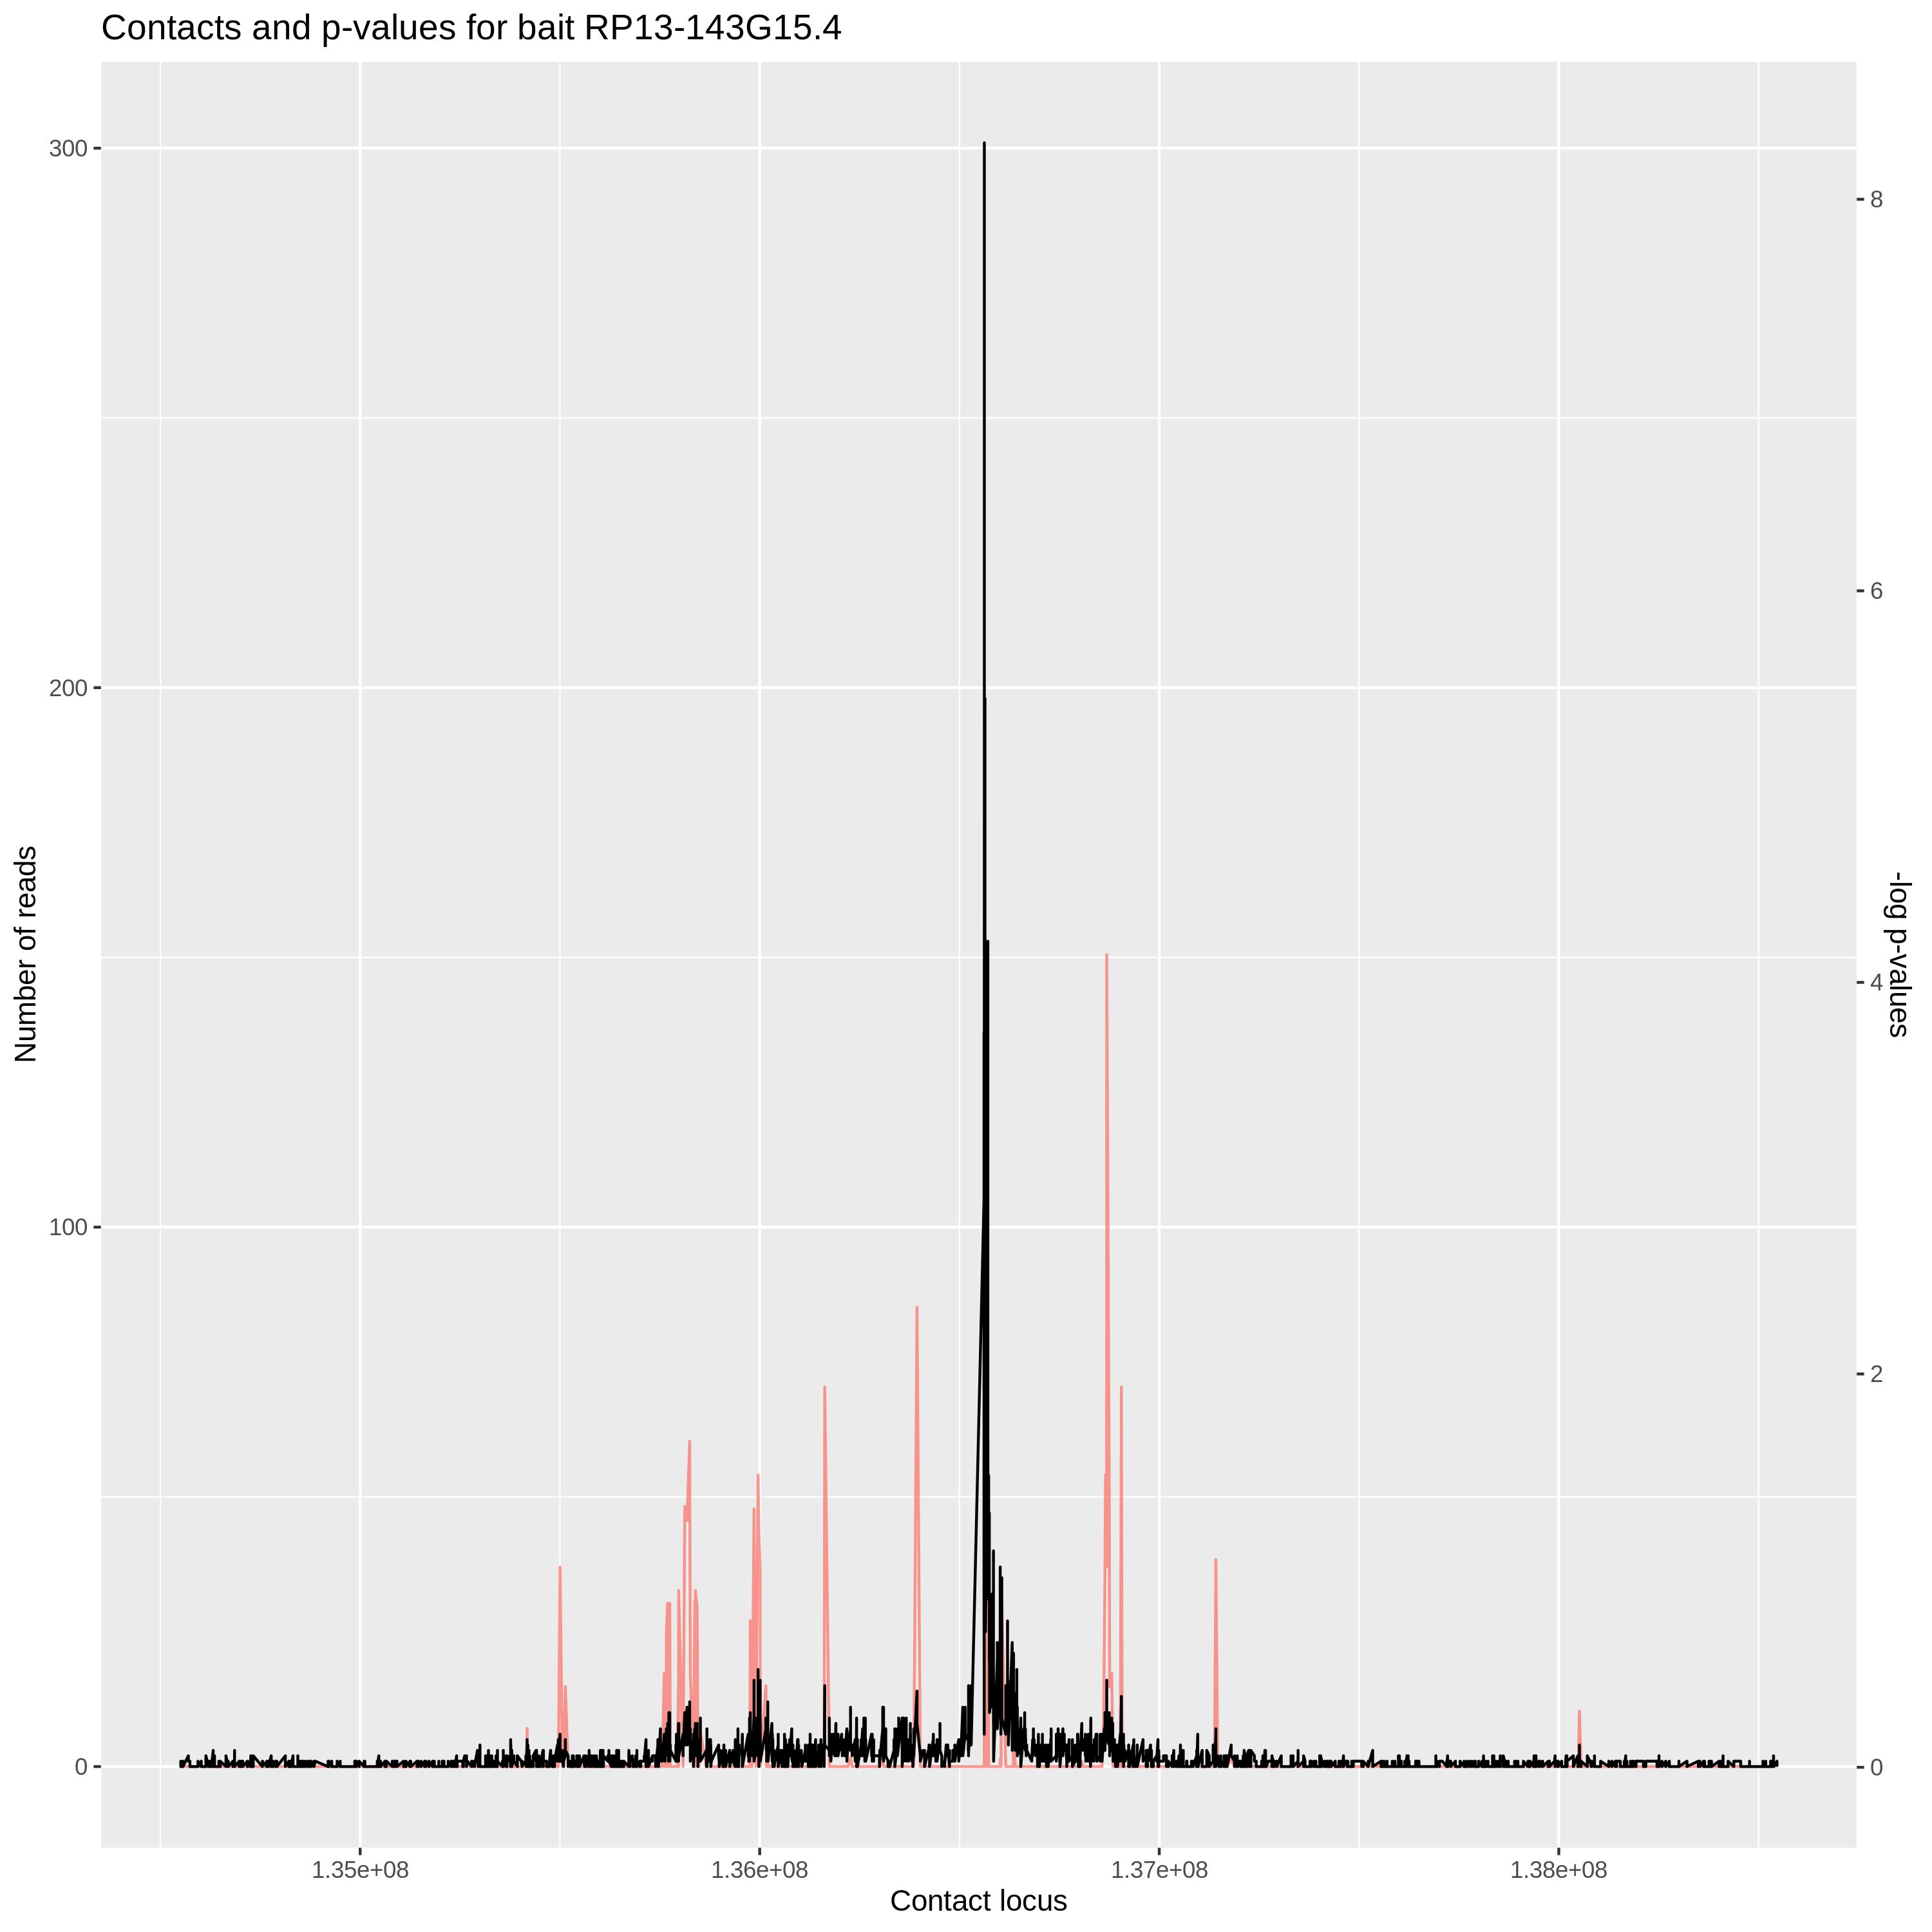 Contacts and p-values for bait RP13-143G15.4
300
200
100
0
Number of reads
8
6
4
2
0
-log p-values
1.35e+08
1.36e+08
1.37e+08
1.38e+08
Contact locus